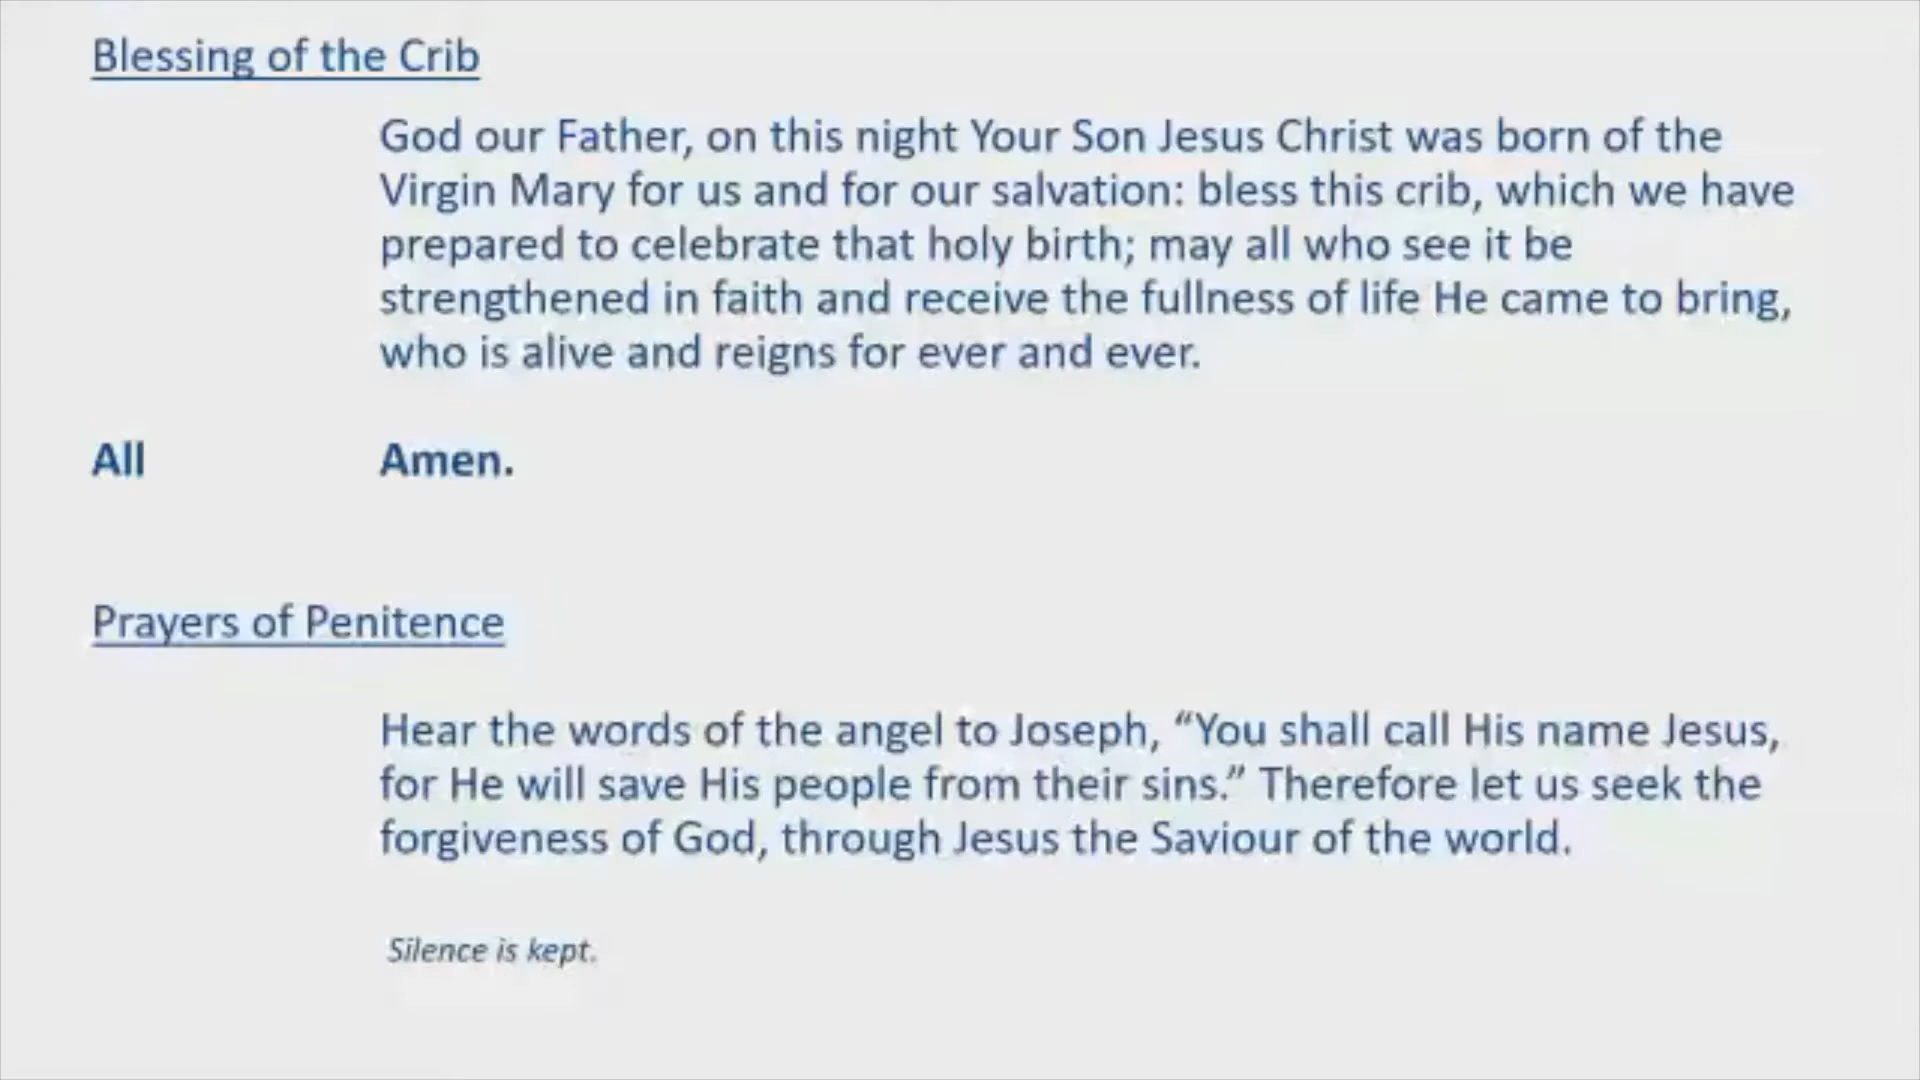 Blessing of the Crib
God our Father, on this night Your Son Jesus Christ was born of the
Virgin Mary for us and for our salvation: bless this crib, which we have
prepared to celebrate that holy birth; may all who see it be
strengthened in faith and receive the fullness of life He came to bring,
who is alive and reigns for ever and ever.
All Amen.
Prayers of Penitence
Hear the words of the angel to Joseph, “You shall call His name Jesus,
for He will save His people from their sins.” Therefore let us seek the
forgiveness of God, through Jesus the Saviour of the world.
Silence is kept.